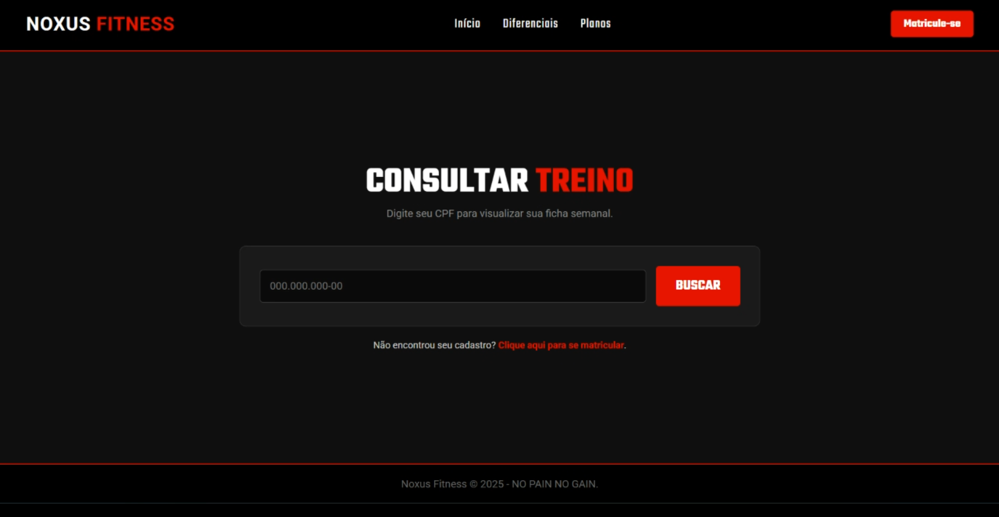 NOXUS FITNESS
Início Diferenciais Planos
Matricule-se
CONSULTAR TREINO
Digite seu CPF para visualizar sua ficha semanal.
000.000.000-00
BUSCAR
Não encontrou seu cadastro? Clique aqui para se matricular.
Noxus Fitness © 2025 - NO PAIN NO GAIN.